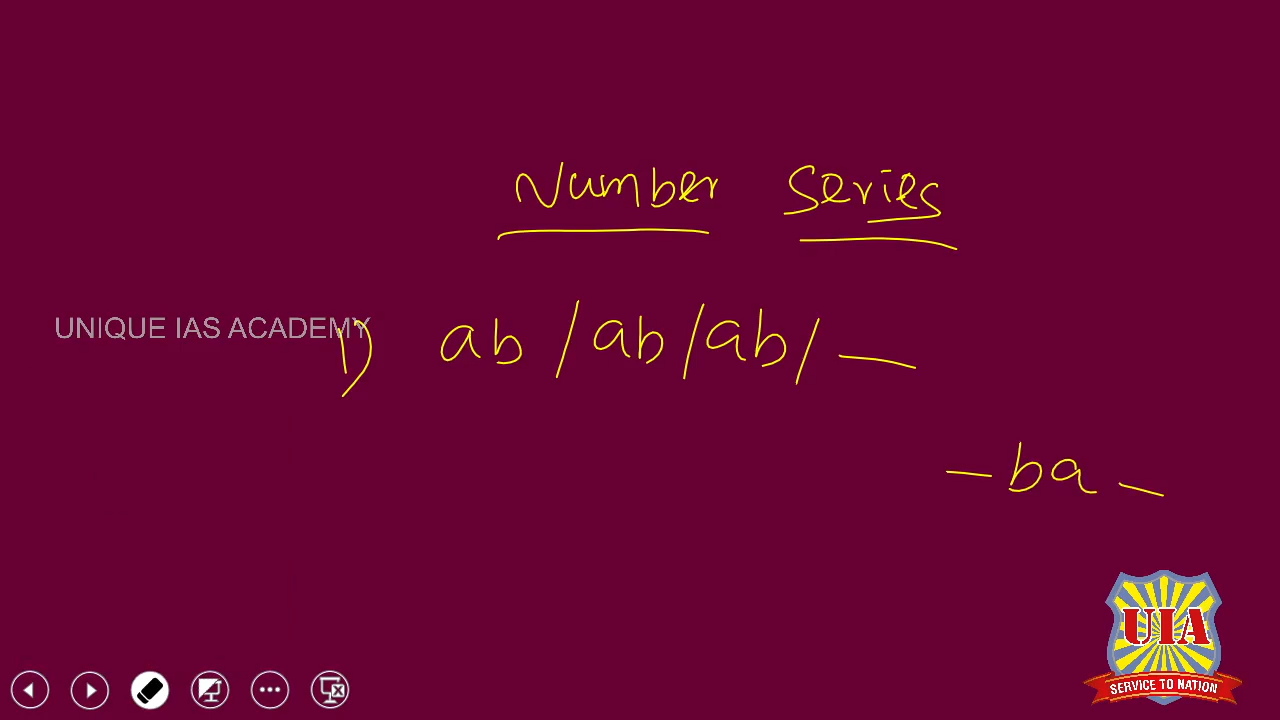 Number Series
UNIQUE IAS ACADEMY
1) ab / ab / ab / —
— ba —
UIA
SERVICE TO NATION